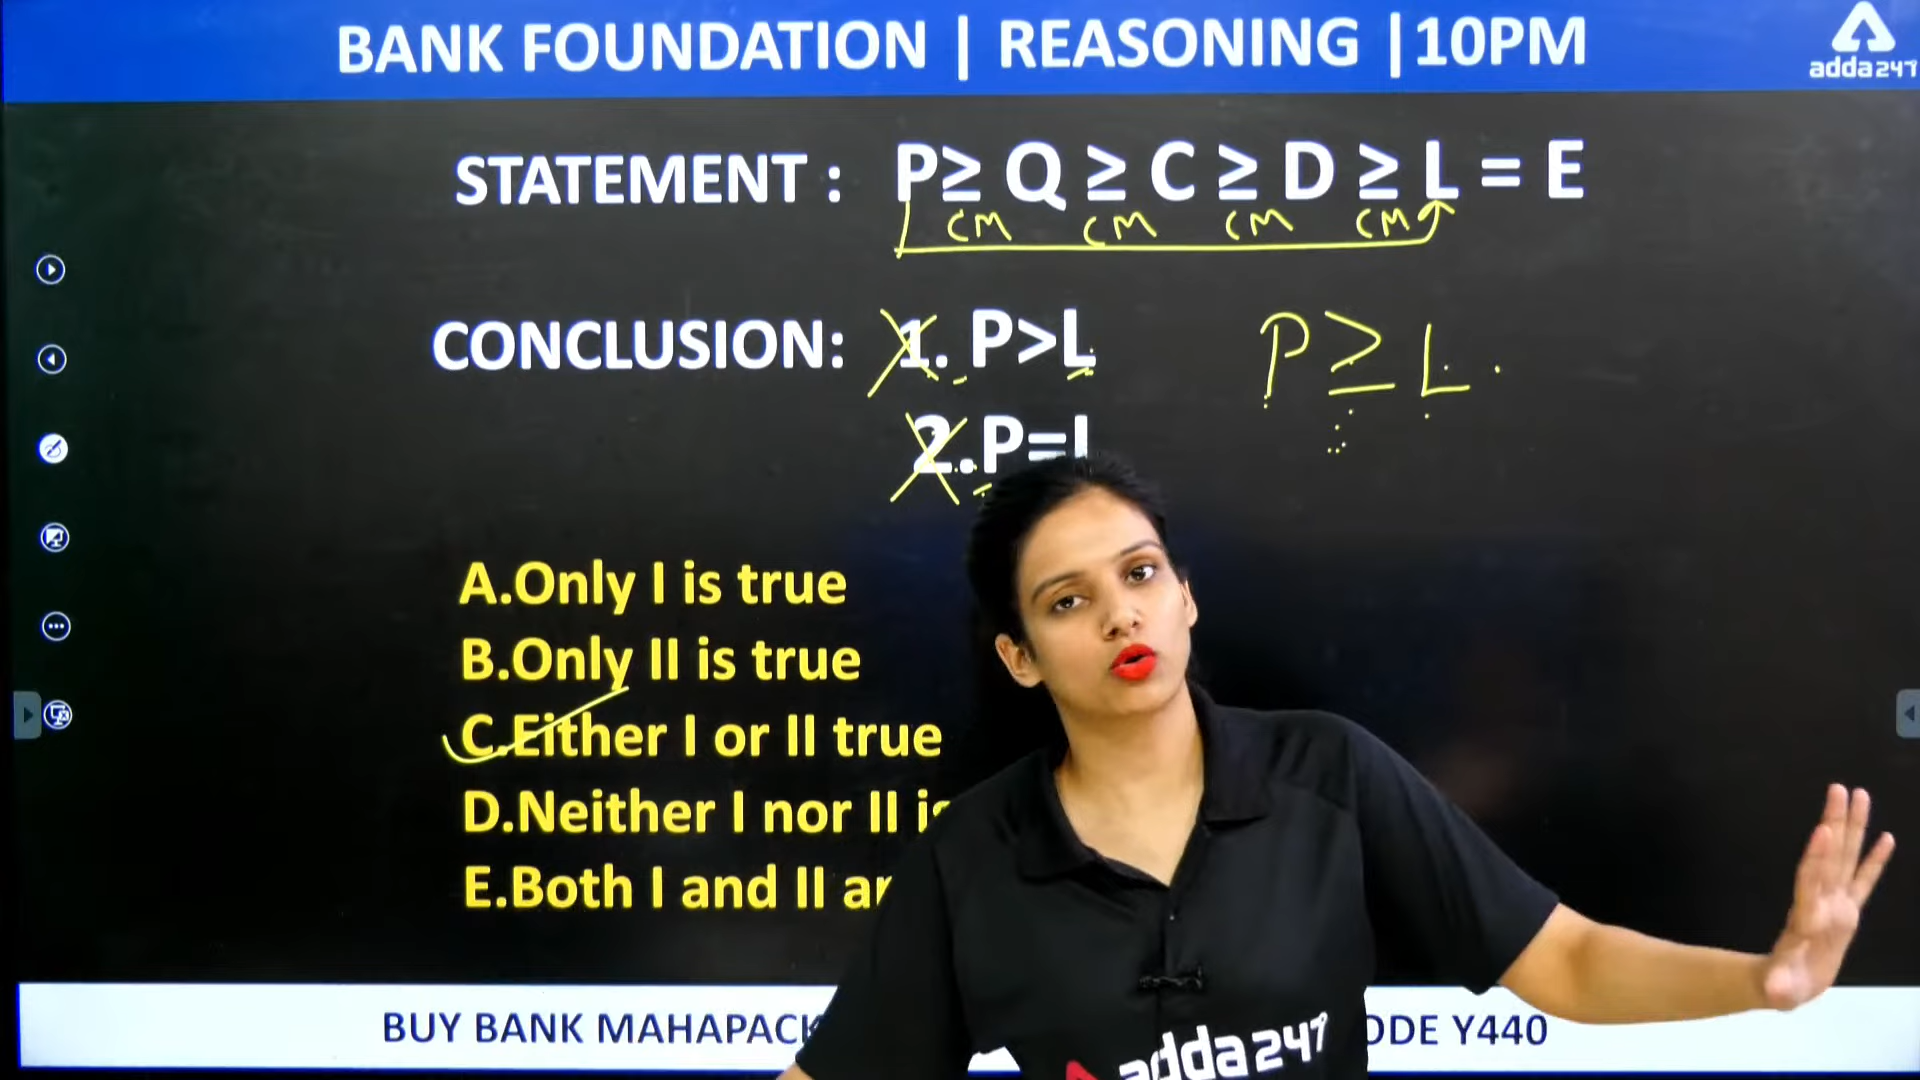 BANK FOUNDATION | REASONING | 10PM
adda247
STATEMENT : P ≥ Q ≥ C ≥ D ≥ L = E
CM CM CM CM
CONCLUSION: 1. P>L
P ≥ L
2. P=
A.Only I is true
B.Only II is true
C.Either I or II true
D.Neither I nor II
E.Both I and II
BUY BANK MAHAPACK Y440
adda247